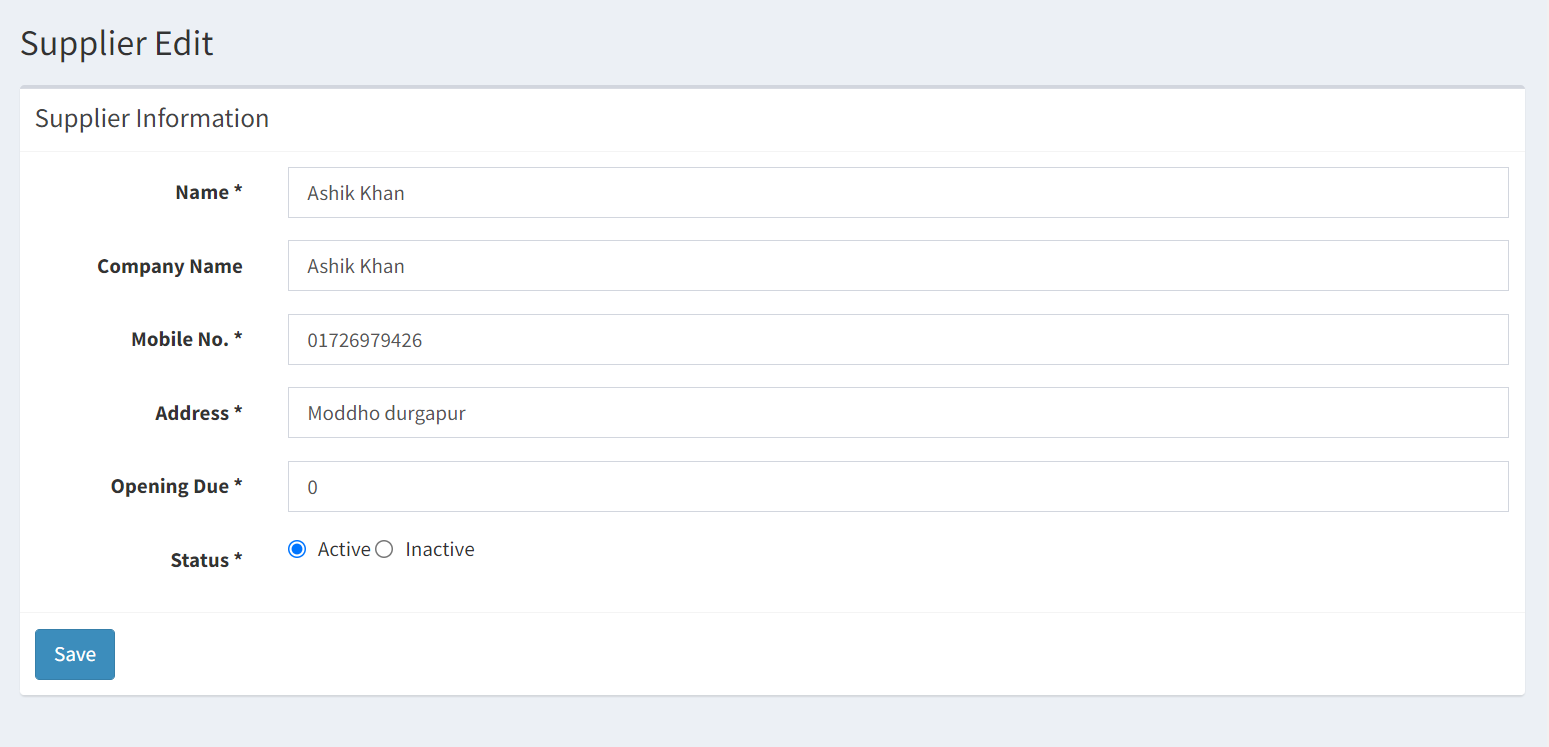 Supplier Edit
Supplier Information
Name * Ashik Khan
Company Name Ashik Khan
Mobile No. * 01726979426
Address * Moddho durgapur
Opening Due * 0
Status * Active Inactive
Save